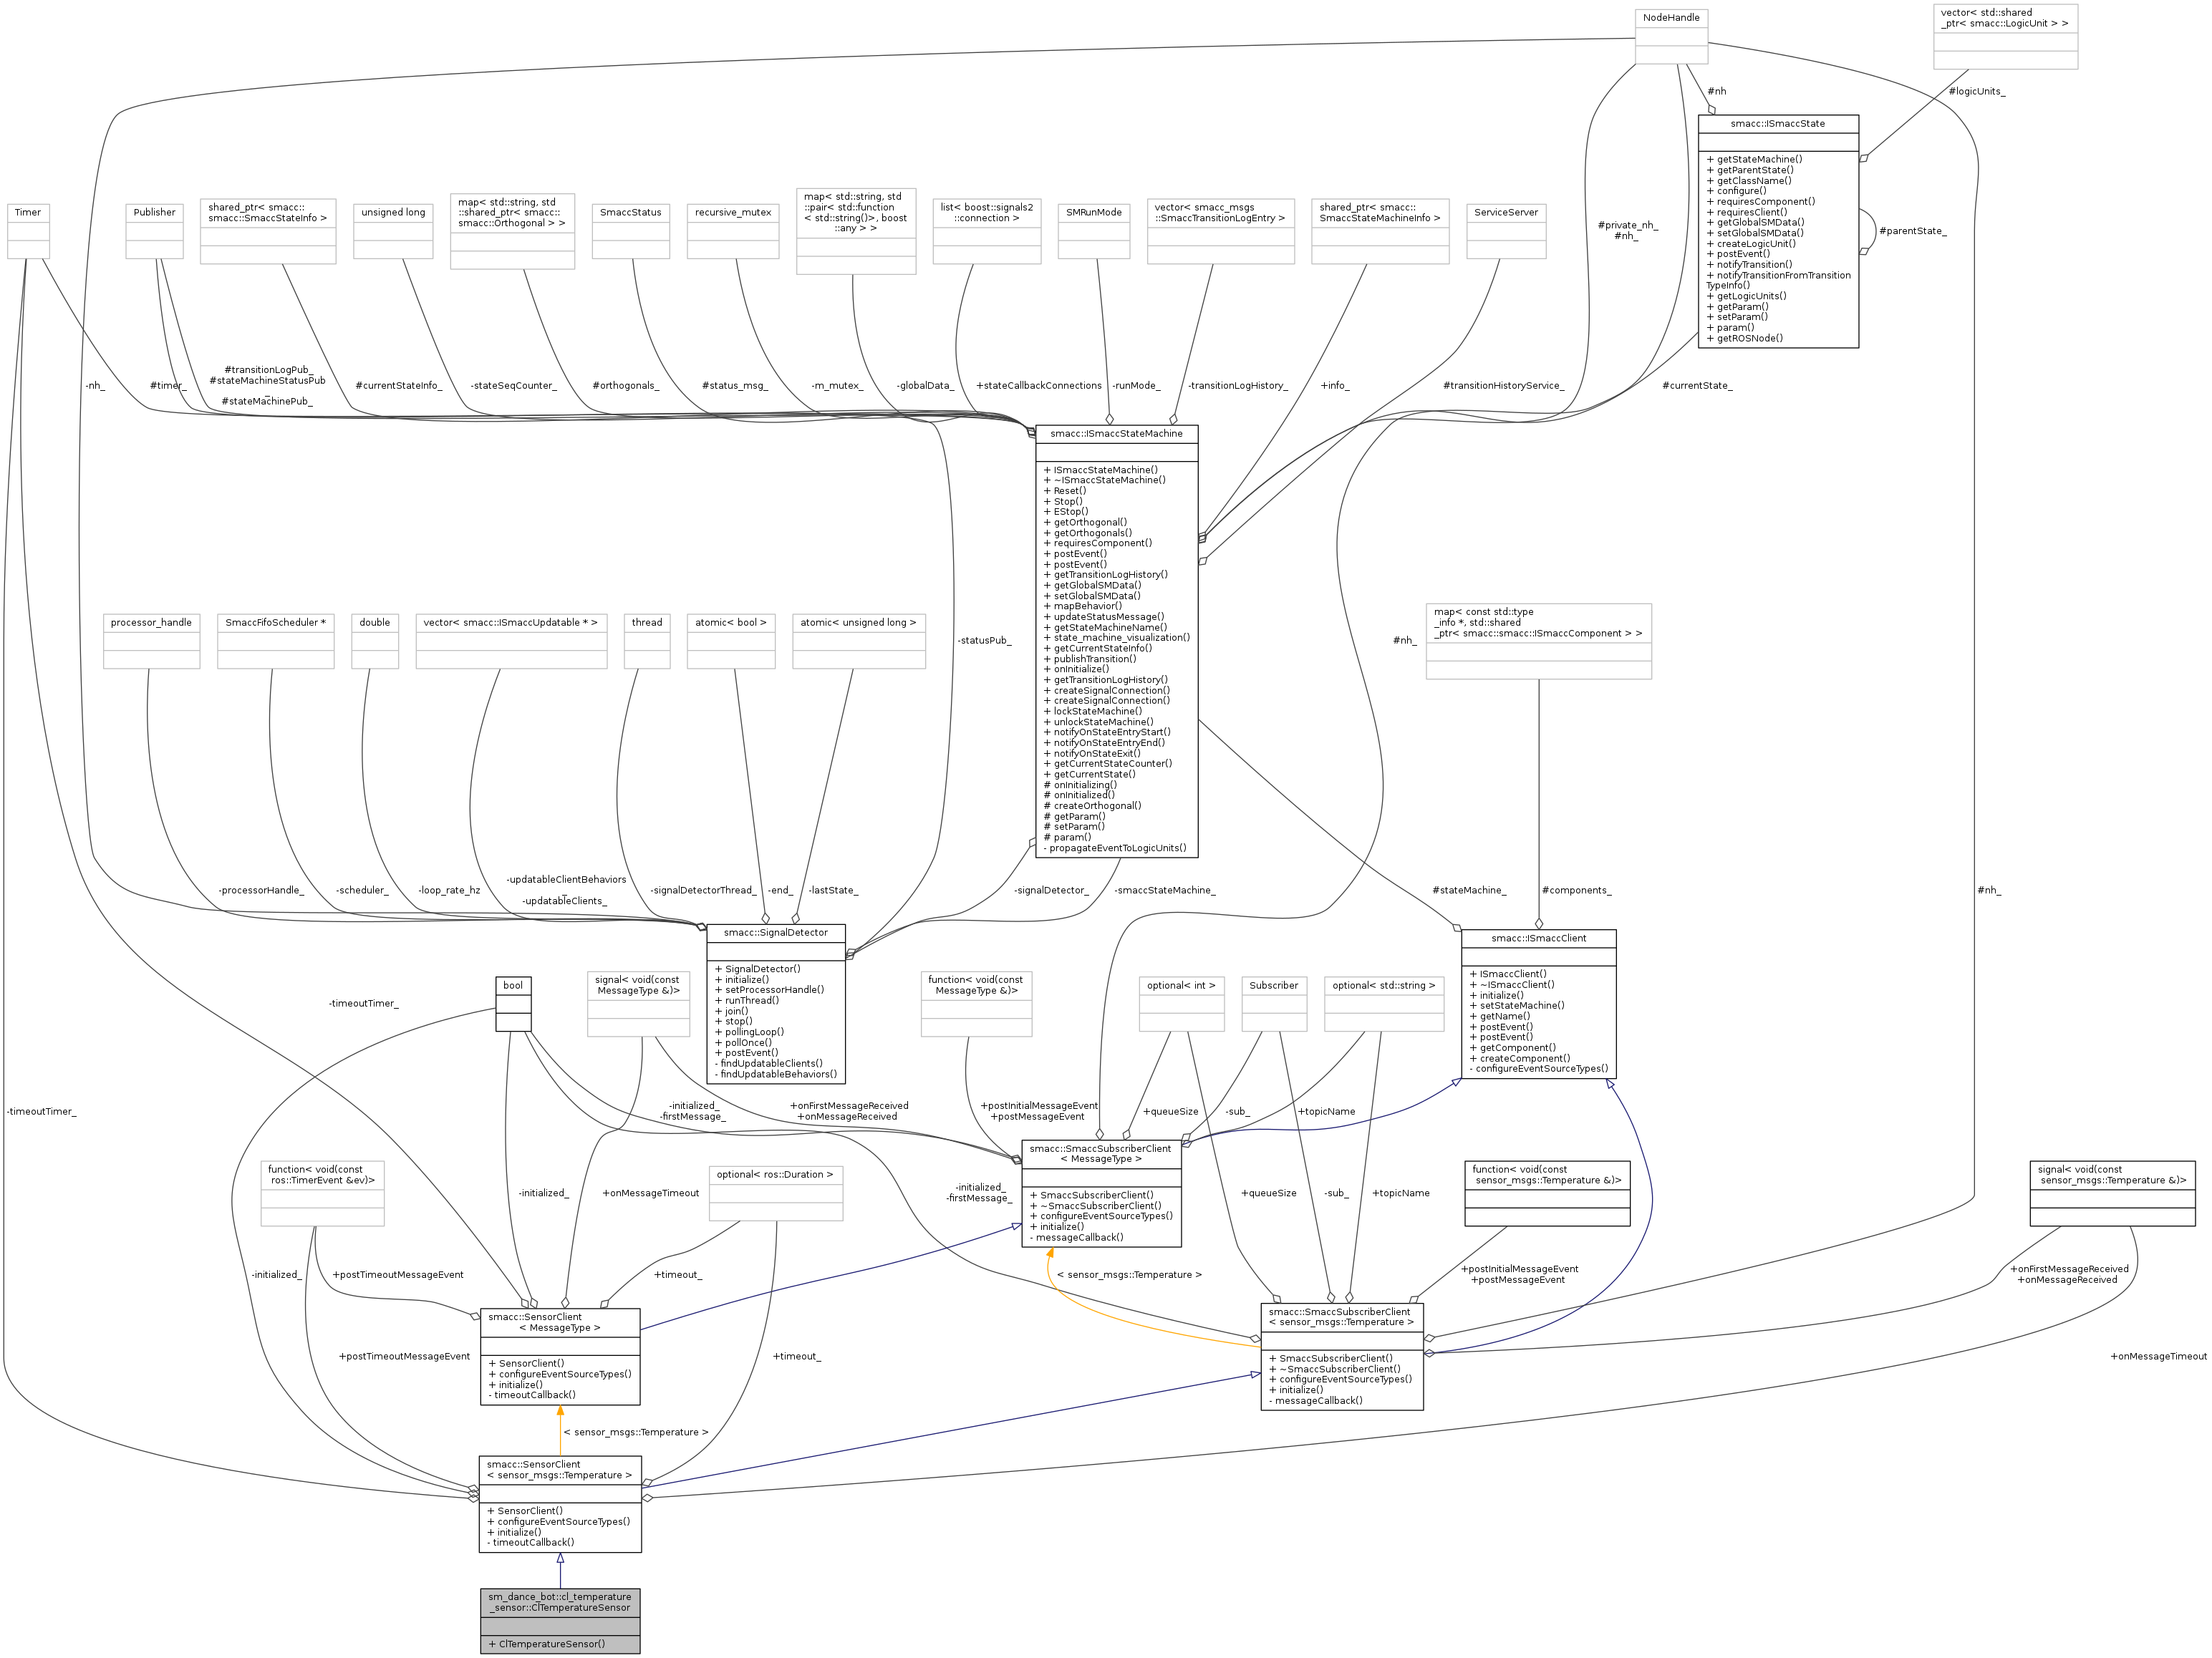 NodeHandle
vector< std::shared
_ptr< smacc::LogicUnit > >
#nh
#logicUnits_
smacc::ISmaccState
+ getStateMachine()
+ getParentState()
+ getClassName()
+ configure()
+ requiresComponent()
+ requiresClient()
+ getGlobalSMData()
+ setGlobalSMData()
+ createLogicUnit()
+ postEvent()
+ notifyTransition()
+ notifyTransitionFromTransition
TypeInfo()
+ getLogicUnits()
+ getParam()
+ setParam()
+ param()
+ getROSNode()
#parentState_
#private_nh_
#nh_
Timer
Publisher
shared_ptr< smacc::
smacc::SmaccStateInfo >
unsigned long
map< std::string, std
::shared_ptr< smacc::
smacc::Orthogonal > >
SmaccStatus
recursive_mutex
map< std::string, std
::pair< std::function
< std::string()>, boost
::any > >
list< boost::signals2
::connection >
SMRunMode
vector< smacc_msgs
::SmaccTransitionLogEntry >
shared_ptr< smacc::
SmaccStateMachineInfo >
ServiceServer
-nh_
#timer_
#transitionLogPub_
#stateMachineStatusPub
_
#stateMachinePub_
#currentStateInfo_
-stateSeqCounter_
#orthogonals_
#status_msg_
-m_mutex_
-globalData_
+stateCallbackConnections
-runMode_
-transitionLogHistory_
+info_
#transitionHistoryService_
#currentState_
smacc::ISmaccStateMachine
+ ISmaccStateMachine()
+ ~ISmaccStateMachine()
+ Reset()
+ Stop()
+ EStop()
+ getOrthogonal()
+ getOrthogonals()
+ requiresComponent()
+ postEvent()
+ postEvent()
+ getTransitionLogHistory()
+ getGlobalSMData()
+ setGlobalSMData()
+ mapBehavior()
+ updateStatusMessage()
+ getStateMachineName()
+ state_machine_visualization()
+ getCurrentStateInfo()
+ publishTransition()
+ onInitialize()
+ getTransitionLogHistory()
+ createSignalConnection()
+ createSignalConnection()
+ lockStateMachine()
+ unlockStateMachine()
+ notifyOnStateEntryStart()
+ notifyOnStateEntryEnd()
+ notifyOnStateExit()
+ getCurrentStateCounter()
+ getCurrentState()
# onInitializing()
# onInitialized()
# createOrthogonal()
# getParam()
# setParam()
# param()
- propagateEventToLogicUnits()
processor_handle
SmaccFifoScheduler *
double
vector< smacc::ISmaccUpdatable * >
thread
atomic< bool >
atomic< unsigned long >
-statusPub_
#nh_
map< const std::type
_info *, std::shared
_ptr< smacc::smacc::ISmaccComponent > >
-processorHandle_
-scheduler_
-loop_rate_hz
-updatableClientBehaviors
_
-updatableClients_
-signalDetectorThread_
-end_
-lastState_
-signalDetector_
-smaccStateMachine_
#stateMachine_
#components_
#nh_
smacc::SignalDetector
+ SignalDetector()
+ initialize()
+ setProcessorHandle()
+ runThread()
+ join()
+ stop()
+ pollingLoop()
+ pollOnce()
+ postEvent()
- findUpdatableClients()
- findUpdatableBehaviors()
smacc::ISmaccClient
+ ISmaccClient()
+ ~ISmaccClient()
+ initialize()
+ setStateMachine()
+ getName()
+ postEvent()
+ postEvent()
+ getComponent()
+ createComponent()
- configureEventSourceTypes()
-timeoutTimer_
bool
signal< void(const
MessageType &)>
function< void(const
MessageType &)>
optional< int >
Subscriber
optional< std::string >
-timeoutTimer_
-initialized_
-firstMessage_
+onFirstMessageReceived
+onMessageReceived
+postInitialMessageEvent
+postMessageEvent
+queueSize
-sub_
+topicName
smacc::SmaccSubscriberClient
< MessageType >
+ SmaccSubscriberClient()
+ ~SmaccSubscriberClient()
+ configureEventSourceTypes()
+ initialize()
- messageCallback()
function< void(const
ros::TimerEvent &ev)>
-initialized_
+onMessageTimeout
optional< ros::Duration >
-initialized_
-firstMessage_
+queueSize
-sub_
+topicName
function< void(const
sensor_msgs::Temperature &)>
signal< void(const
sensor_msgs::Temperature &)>
-initialized_
+postTimeoutMessageEvent
+timeout_
< sensor_msgs::Temperature >
+postInitialMessageEvent
+postMessageEvent
+onFirstMessageReceived
+onMessageReceived
smacc::SensorClient
< MessageType >
+ SensorClient()
+ configureEventSourceTypes()
+ initialize()
- timeoutCallback()
smacc::SmaccSubscriberClient
< sensor_msgs::Temperature >
+ SmaccSubscriberClient()
+ ~SmaccSubscriberClient()
+ configureEventSourceTypes()
+ initialize()
- messageCallback()
+postTimeoutMessageEvent
+timeout_
+onMessageTimeout
< sensor_msgs::Temperature >
smacc::SensorClient
< sensor_msgs::Temperature >
+ SensorClient()
+ configureEventSourceTypes()
+ initialize()
- timeoutCallback()
sm_dance_bot::cl_temperature
_sensor::ClTemperatureSensor
+ ClTemperatureSensor()